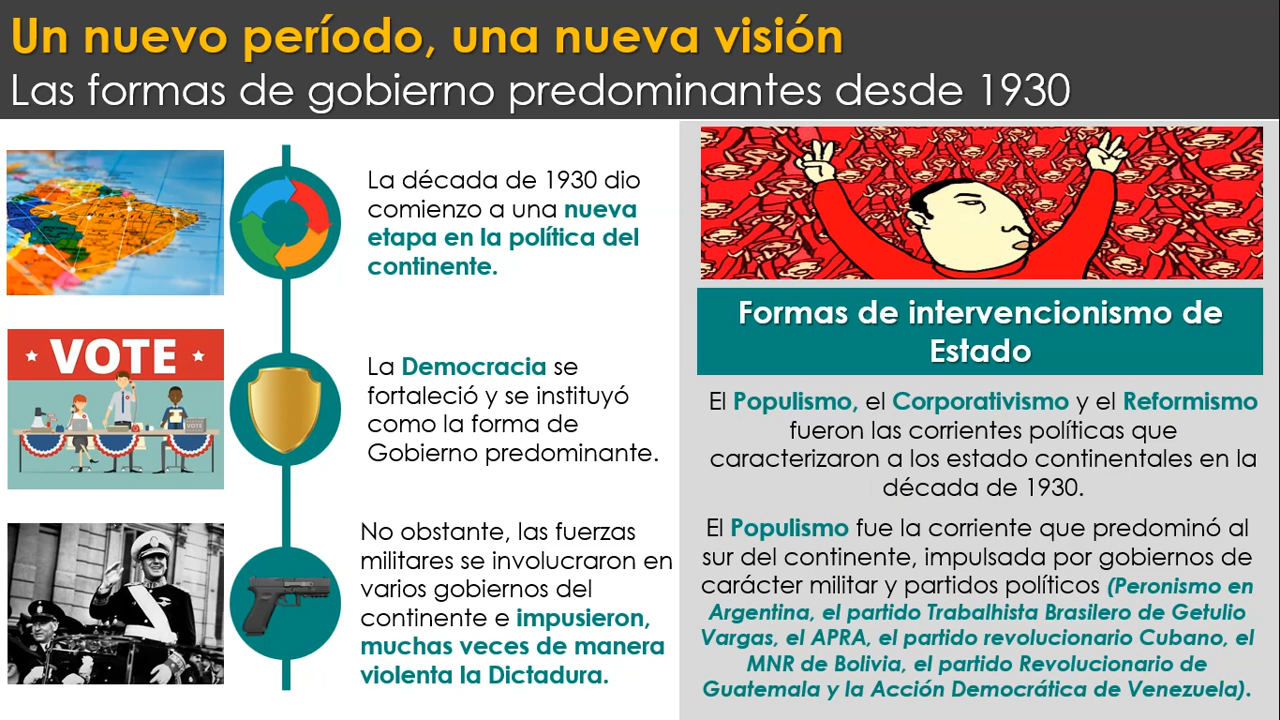 Un nuevo período, una nueva visión
Las formas de gobierno predominantes desde 1930
La década de 1930 dio
comienzo a una nueva
etapa en la política del
continente.
VOTE
VOTE
La Democracia se
fortaleció y se instituyó
como la forma de
Gobierno predominante.
No obstante, las fuerzas
militares se involucraron en
varios gobiernos del
continente e impusieron,
muchas veces de manera
violenta la Dictadura.
Formas de intervencionismo de
Estado
El Populismo, el Corporativismo y el Reformismo
fueron las corrientes políticas que
caracterizaron a los estado continentales en la
década de 1930.
El Populismo fue la corriente que predominó al
sur del continente, impulsada por gobiernos de
carácter militar y partidos políticos (Peronismo en
Argentina, el partido Trabalhista Brasilero de Getulio
Vargas, el APRA, el partido revolucionario Cubano, el
MNR de Bolivia, el partido Revolucionario de
Guatemala y la Acción Democrática de Venezuela).